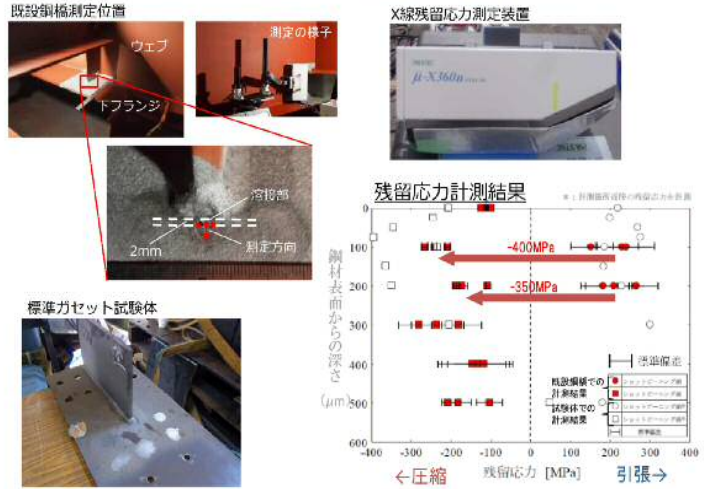 既設鋼橋測定位置
ウェブ
下フランジ
測定の様子
溶接部
2mm
測定方向
標準ガセット試験体
X線残留応力測定装置
μ-X360n
残留応力計測結果
-400MPa
-350MPa
鋼材表面からの深さ
(μm)
0
100
200
300
400
500
600
標準偏差
既設鋼橋での
計測結果
試験体での
計測結果
-400 -300 -200 -100 0 100 200 300 400
←圧縮 残留応力 [MPa] 引張→